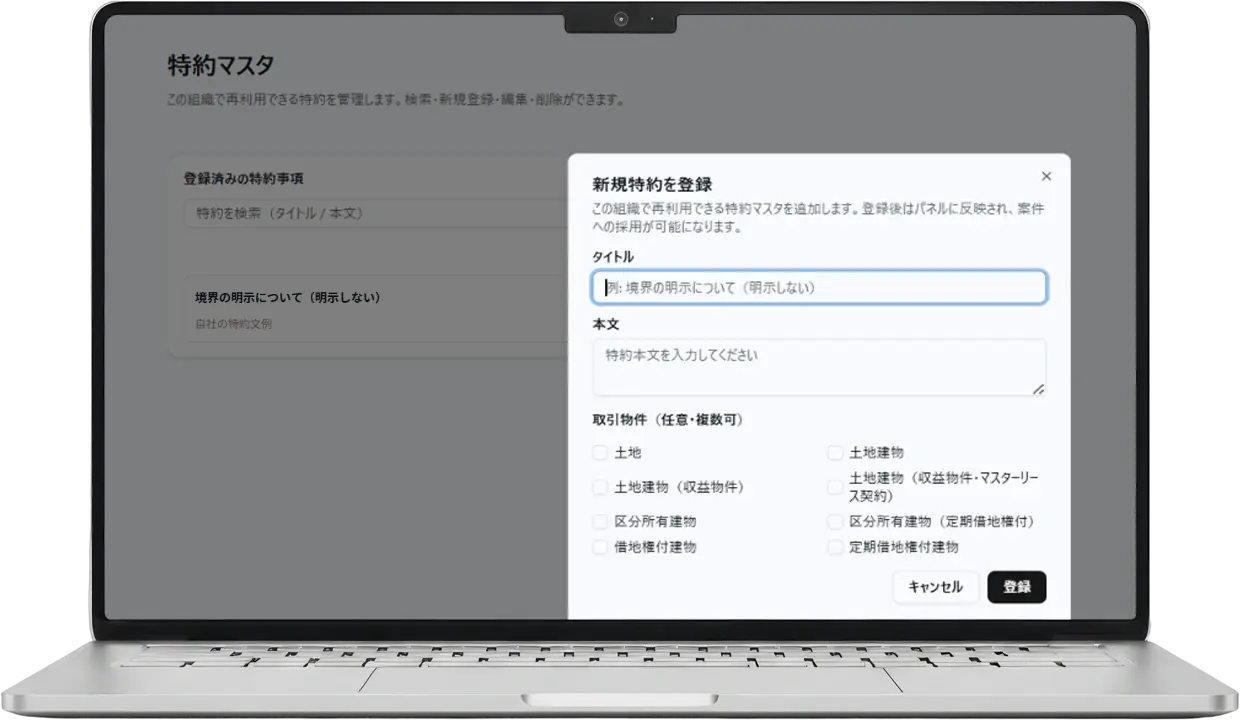 特約マスタ
この組織で再利用できる特約を管理します。検索・新規登録・編集・削除ができます。
登録済みの特約事項
特約を検索（タイトル / 本文）
境界の明示について（明示しない）
自社の特約文例
新規特約を登録
この組織で再利用できる特約マスタを追加します。登録後はパネルに反映され、案件
への採用が可能になります。
タイトル
例: 境界の明示について（明示しない）
本文
特約本文を入力してください
取引物件（任意・複数可）
土地
土地建物
土地建物（収益物件）
土地建物（収益物件・マスターリー
ス契約）
区分所有建物
区分所有建物（定期借地権付）
借地権付建物
定期借地権付建物
キャンセル
登録